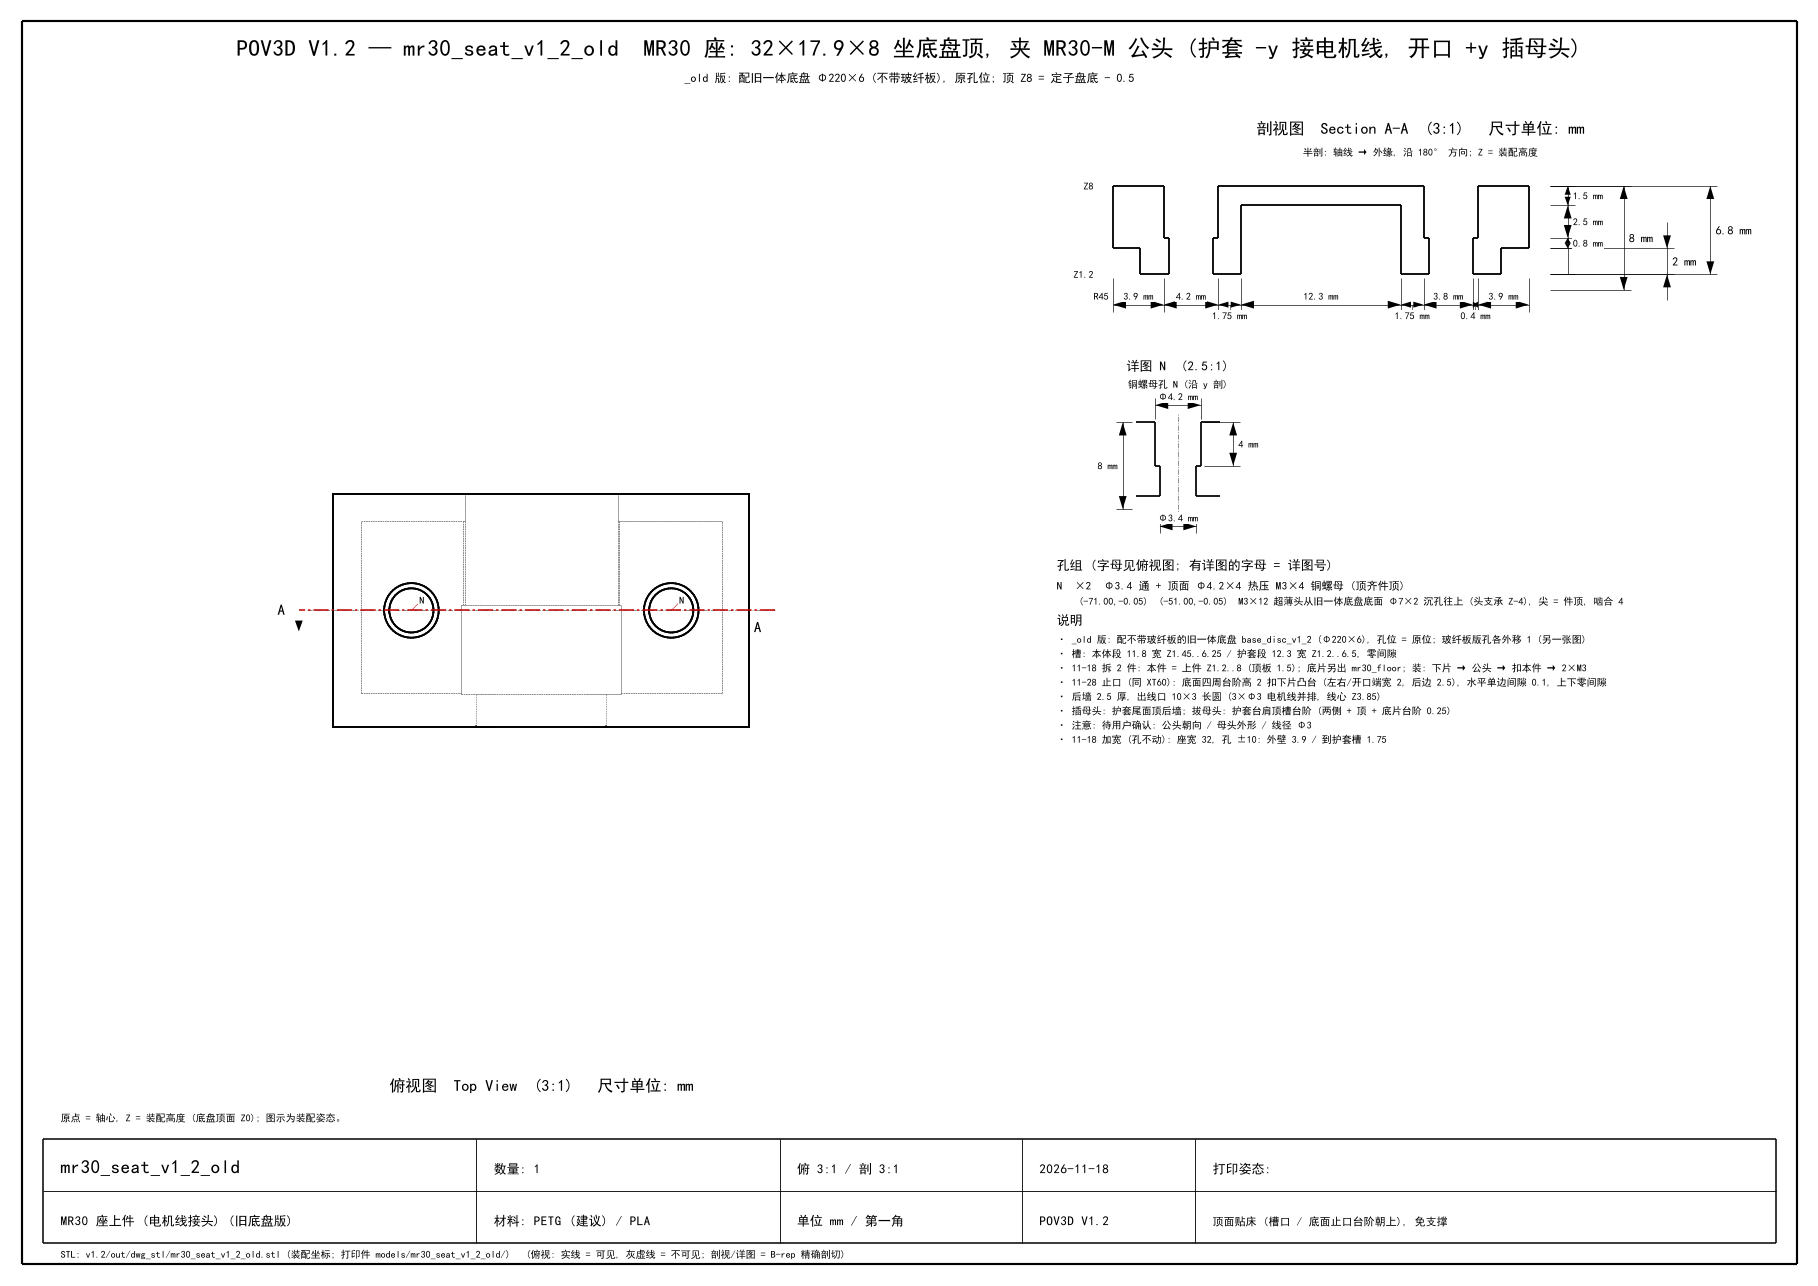 POV3D V1.2 — mr30_seat_v1_2_old  MR30 座: 32×17.9×8 坐底盘顶, 夹 MR30-M 公头 (护套 -y 接电机线, 开口 +y 插母头)
_old 版: 配旧一体底盘 Φ220×6 (不带玻纤板), 原孔位; 顶 Z8 = 定子盘底 - 0.5
剖视图  Section A-A  (3:1)  尺寸单位: mm
半剖: 轴线 → 外缘, 沿 180° 方向; Z = 装配高度
Z8
1.5 mm
2.5 mm
0.8 mm
8 mm
6.8 mm
2 mm
Z1.2
R45
3.9 mm
4.2 mm
12.3 mm
3.8 mm
3.9 mm
1.75 mm
1.75 mm
0.4 mm
详图 N  (2.5:1)
铜螺母孔 N (沿 y 剖)
Φ4.2 mm
4 mm
8 mm
Φ3.4 mm
孔组 (字母见俯视图; 有详图的字母 = 详图号)
N  ×2  Φ3.4 通 + 顶面 Φ4.2×4 热压 M3×4 铜螺母 (顶齐件顶)
(-71.00,-0.05)  (-51.00,-0.05)  M3×12 超薄头从旧一体底盘底面 Φ7×2 沉孔往上 (头支承 Z-4), 尖 = 件顶, 啮合 4
说明
· _old 版: 配不带玻纤板的旧一体底盘 base_disc_v1_2 (Φ220×6), 孔位 = 原位; 玻纤板版孔各外移 1 (另一张图)
· 槽: 本体段 11.8 宽 Z1.45..6.25 / 护套段 12.3 宽 Z1.2..6.5, 零间隙
· 11-18 拆 2 件: 本件 = 上件 Z1.2..8 (顶板 1.5); 底片另出 mr30_floor; 装: 下片 → 公头 → 扣本件 → 2×M3
· 11-28 止口 (同 XT60): 底面四周台阶高 2 扣下片凸台 (左右/开口端宽 2, 后边 2.5), 水平单边间隙 0.1, 上下零间隙
· 后墙 2.5 厚, 出线口 10×3 长圆 (3×Φ3 电机线并排, 线心 Z3.85)
· 插母头: 护套尾面顶后墙; 拔母头: 护套台肩顶槽台阶 (两侧 + 顶 + 底片台阶 0.25)
· 注意: 待用户确认: 公头朝向 / 母头外形 / 线径 Φ3
· 11-18 加宽 (孔不动): 座宽 32, 孔 ±10: 外壁 3.9 / 到护套槽 1.75
N
N
A
A
俯视图  Top View  (3:1)  尺寸单位: mm
原点 = 轴心, Z = 装配高度 (底盘顶面 Z0); 图示为装配姿态。
mr30_seat_v1_2_old
数量: 1
俯 3:1 / 剖 3:1
2026-11-18
打印姿态:
MR30 座上件 (电机线接头) (旧底盘版)
材料: PETG (建议) / PLA
单位 mm / 第一角
POV3D V1.2
顶面贴床 (槽口 / 底面止口台阶朝上), 免支撑
STL: v1.2/out/dwg_stl/mr30_seat_v1_2_old.stl (装配坐标; 打印件 models/mr30_seat_v1_2_old/)  (俯视: 实线 = 可见, 灰虚线 = 不可见; 剖视/详图 = B-rep 精确剖切)